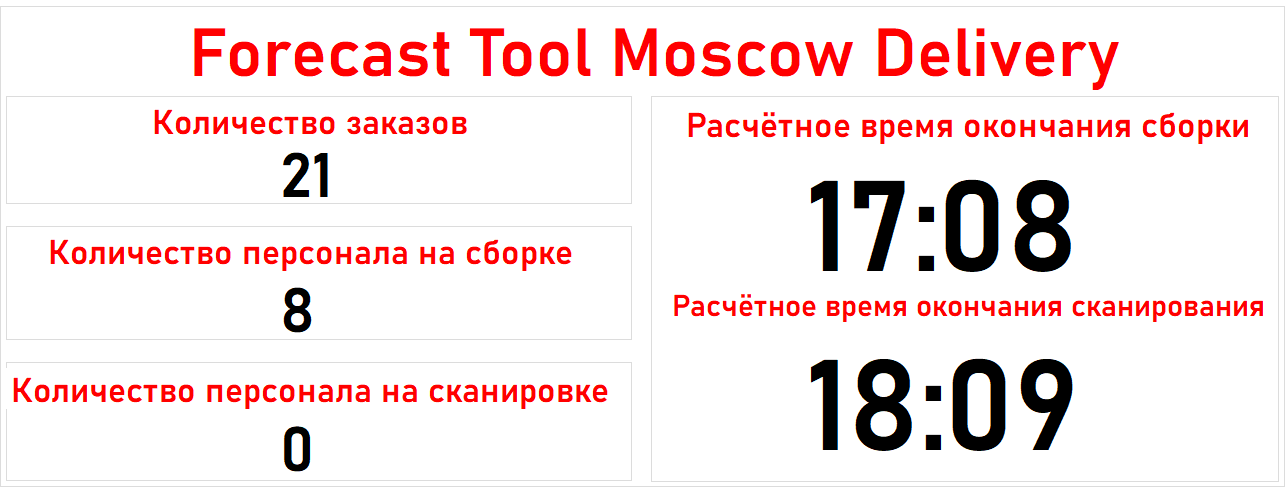 Forecast Tool Moscow Delivery
Количество заказов
21
Количество персонала на сборке
8
Количество персонала на сканировке
0
Расчётное время окончания сборки
17:08
Расчётное время окончания сканирования
18:09